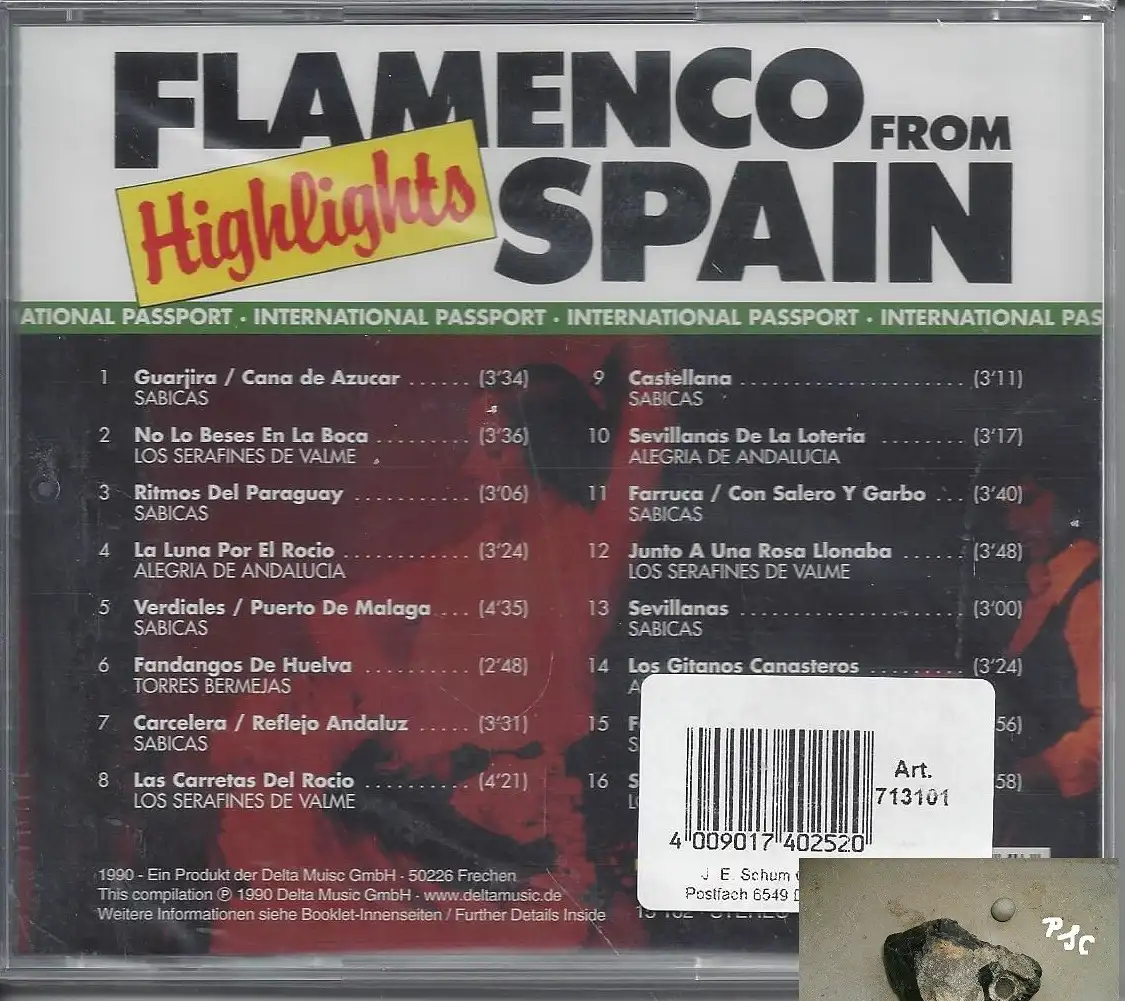 FLAMENCO FROM
Highlights SPAIN
ATIONAL PASSPORT · INTERNATIONAL PASSPORT · INTERNATIONAL PASSPORT · INTERNATIONAL PAS
1 Guarjira / Cana de Azucar ...... (3'34)
SABICAS
2 No Lo Beses En La Boca ......... (3'36)
LOS SERAFINES DE VALME
3 Ritmos Del Paraguay ........... (3'06)
SABICAS
4 La Luna Por El Rocio ............ (3'24)
ALEGRIA DE ANDALUCIA
5 Verdiales / Puerto De Malaga ... (4'35)
SABICAS
6 Fandangos De Huelva .......... (2'48)
TORRES BERMEJAS
7 Carcelera / Reflejo Andaluz ..... (3'31)
SABICAS
8 Las Carretas Del Rocio .......... (4'21)
LOS SERAFINES DE VALME
9 Castellana ...................... (3'11)
SABICAS
10 Sevillanas De La Loteria ........ (3'17)
ALEGRIA DE ANDALUCIA
11 Farruca / Con Salero Y Garbo ... (3'40)
SABICAS
12 Junto A Una Rosa Llonaba ...... (3'48)
LOS SERAFINES DE VALME
13 Sevillanas ...................... (3'00)
SABICAS
14 Los Gitanos Canasteros ......... (3'24)
A
15 F 56)
S
16 S 58)
Art.
713101
4 009017 402520
J. E. Schum
Postfach 6549
1990 - Ein Produkt der Delta Muisc GmbH · 50226 Frechen
This compilation ℗ 1990 Delta Music GmbH · www.deltamusic.de
Weitere Informationen siehe Booklet-Innenseiten / Further Details Inside
PSC